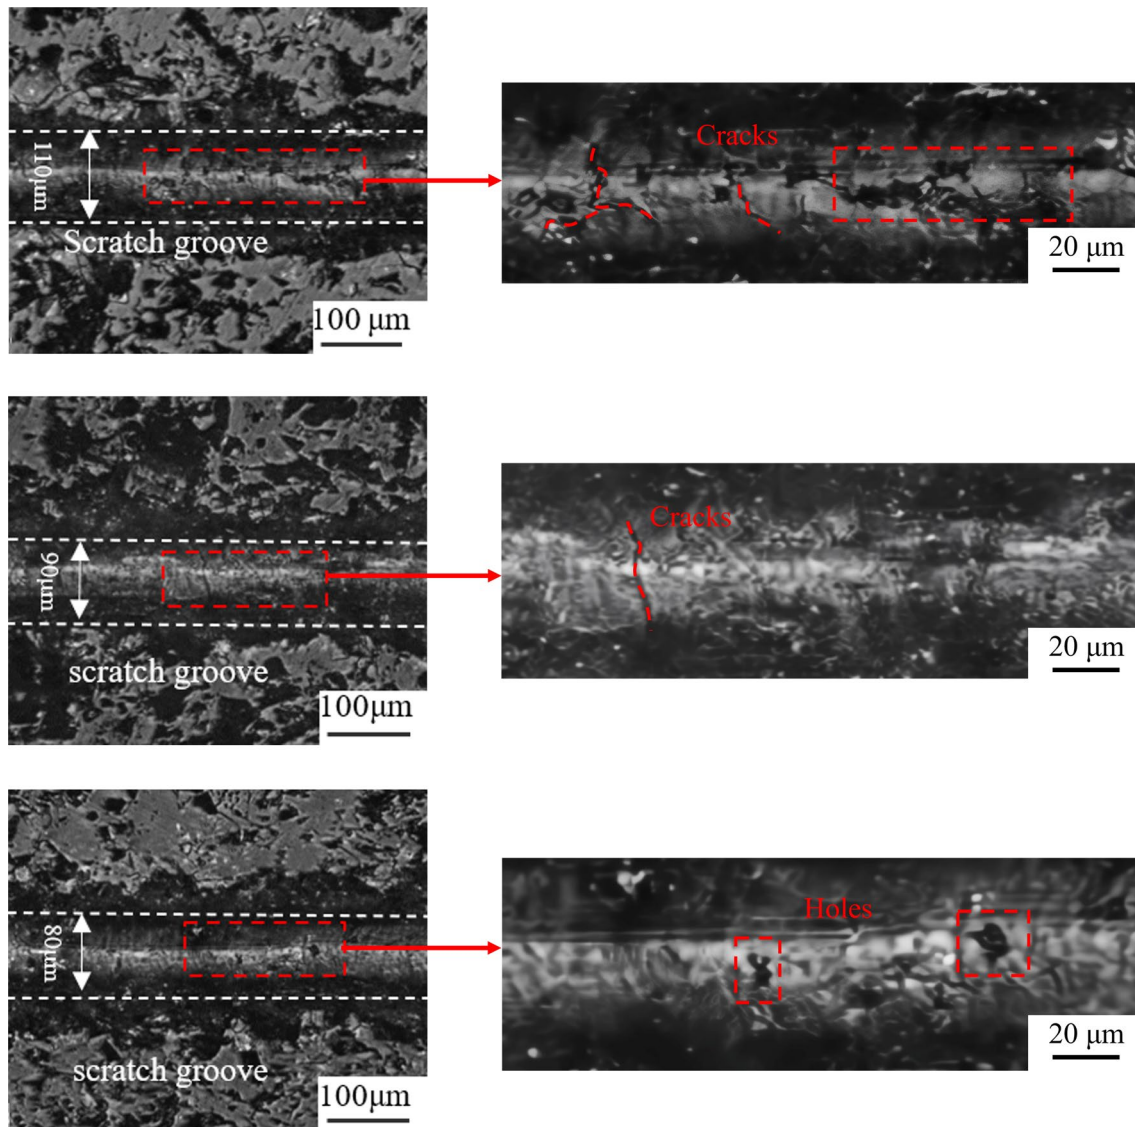 110μm
Scratch groove
100 μm
Cracks
20 μm
90μm
scratch groove
100μm
Cracks
20 μm
80μm
scratch groove
100μm
Holes
20 μm